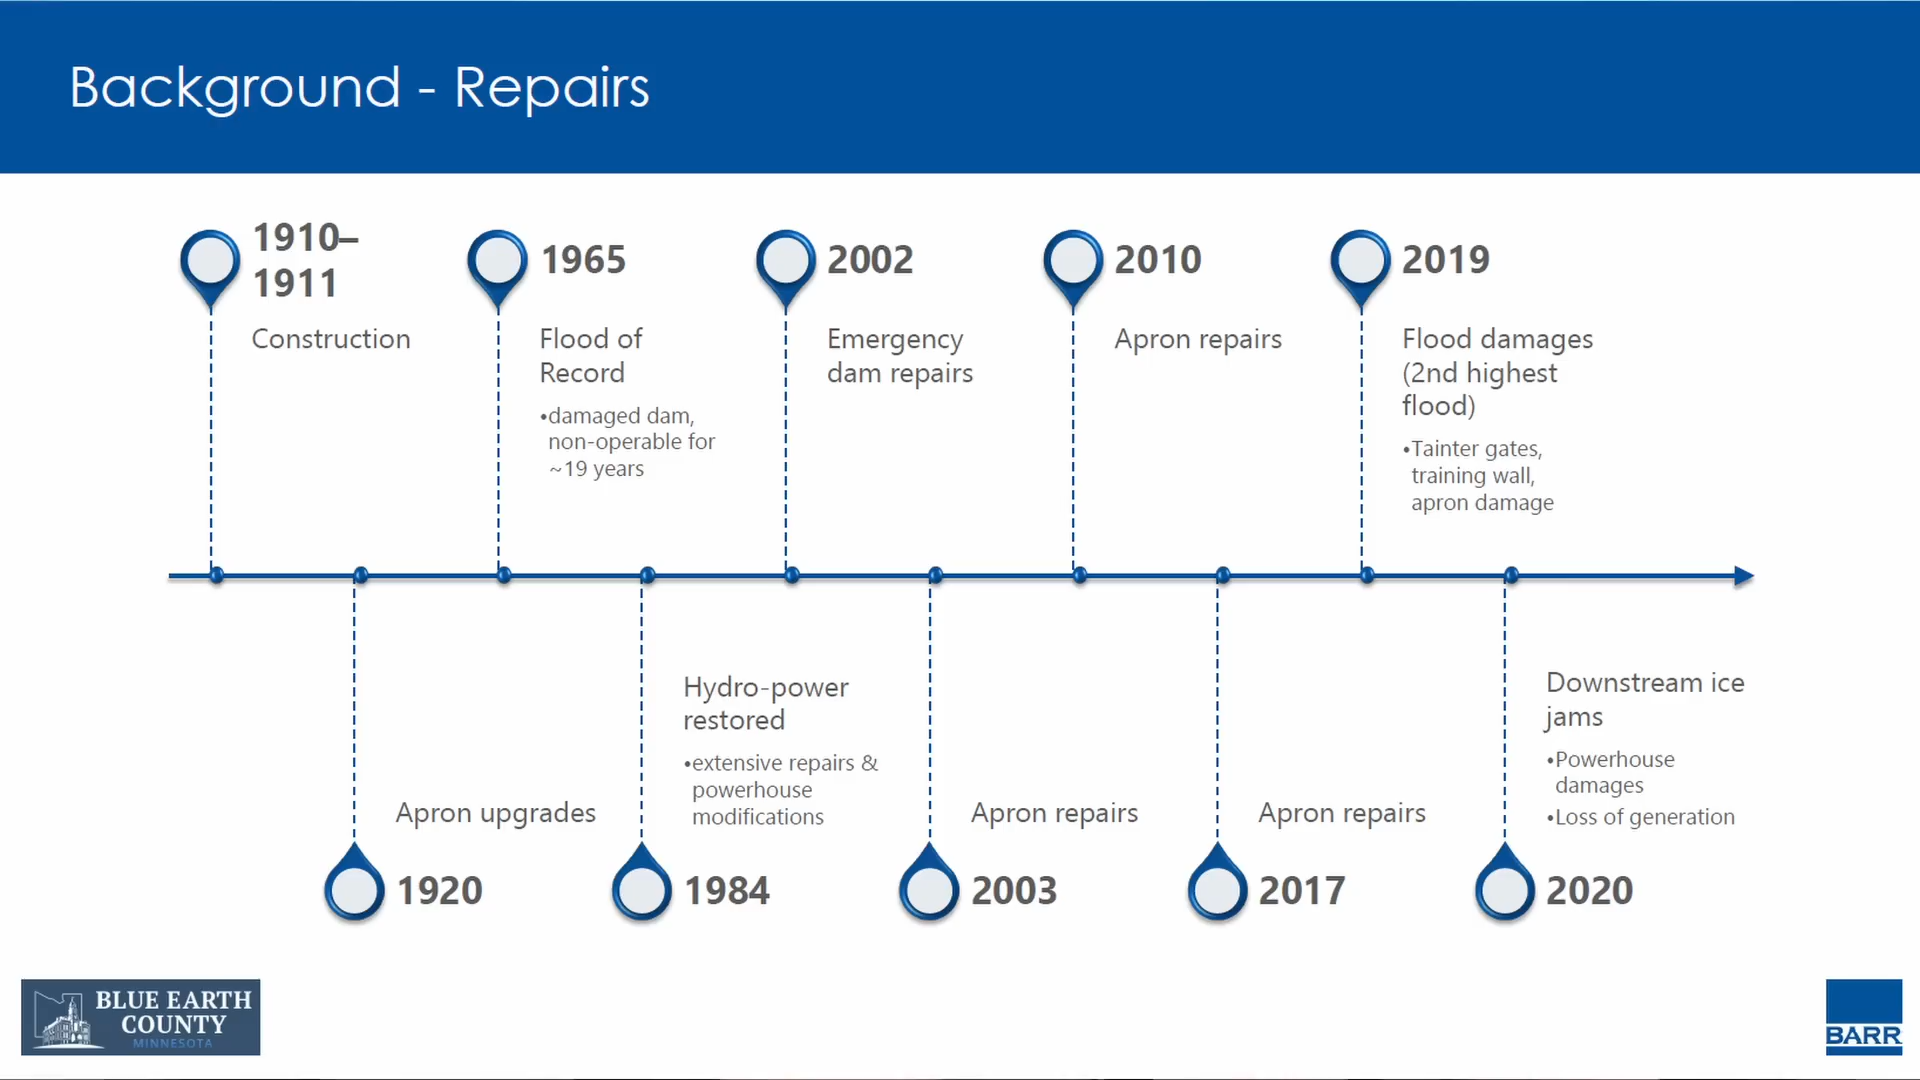 Background - Repairs
1910–
1911
Construction
1965
Flood of
Record
•damaged dam,
non-operable for
~19 years
2002
Emergency
dam repairs
2010
Apron repairs
2019
Flood damages
(2nd highest
flood)
•Tainter gates,
training wall,
apron damage
Apron upgrades
1920
Hydro-power
restored
•extensive repairs &
powerhouse
modifications
1984
Apron repairs
2003
Apron repairs
2017
Downstream ice
jams
•Powerhouse
damages
•Loss of generation
2020
BLUE EARTH
COUNTY
MINNESOTA
BARR